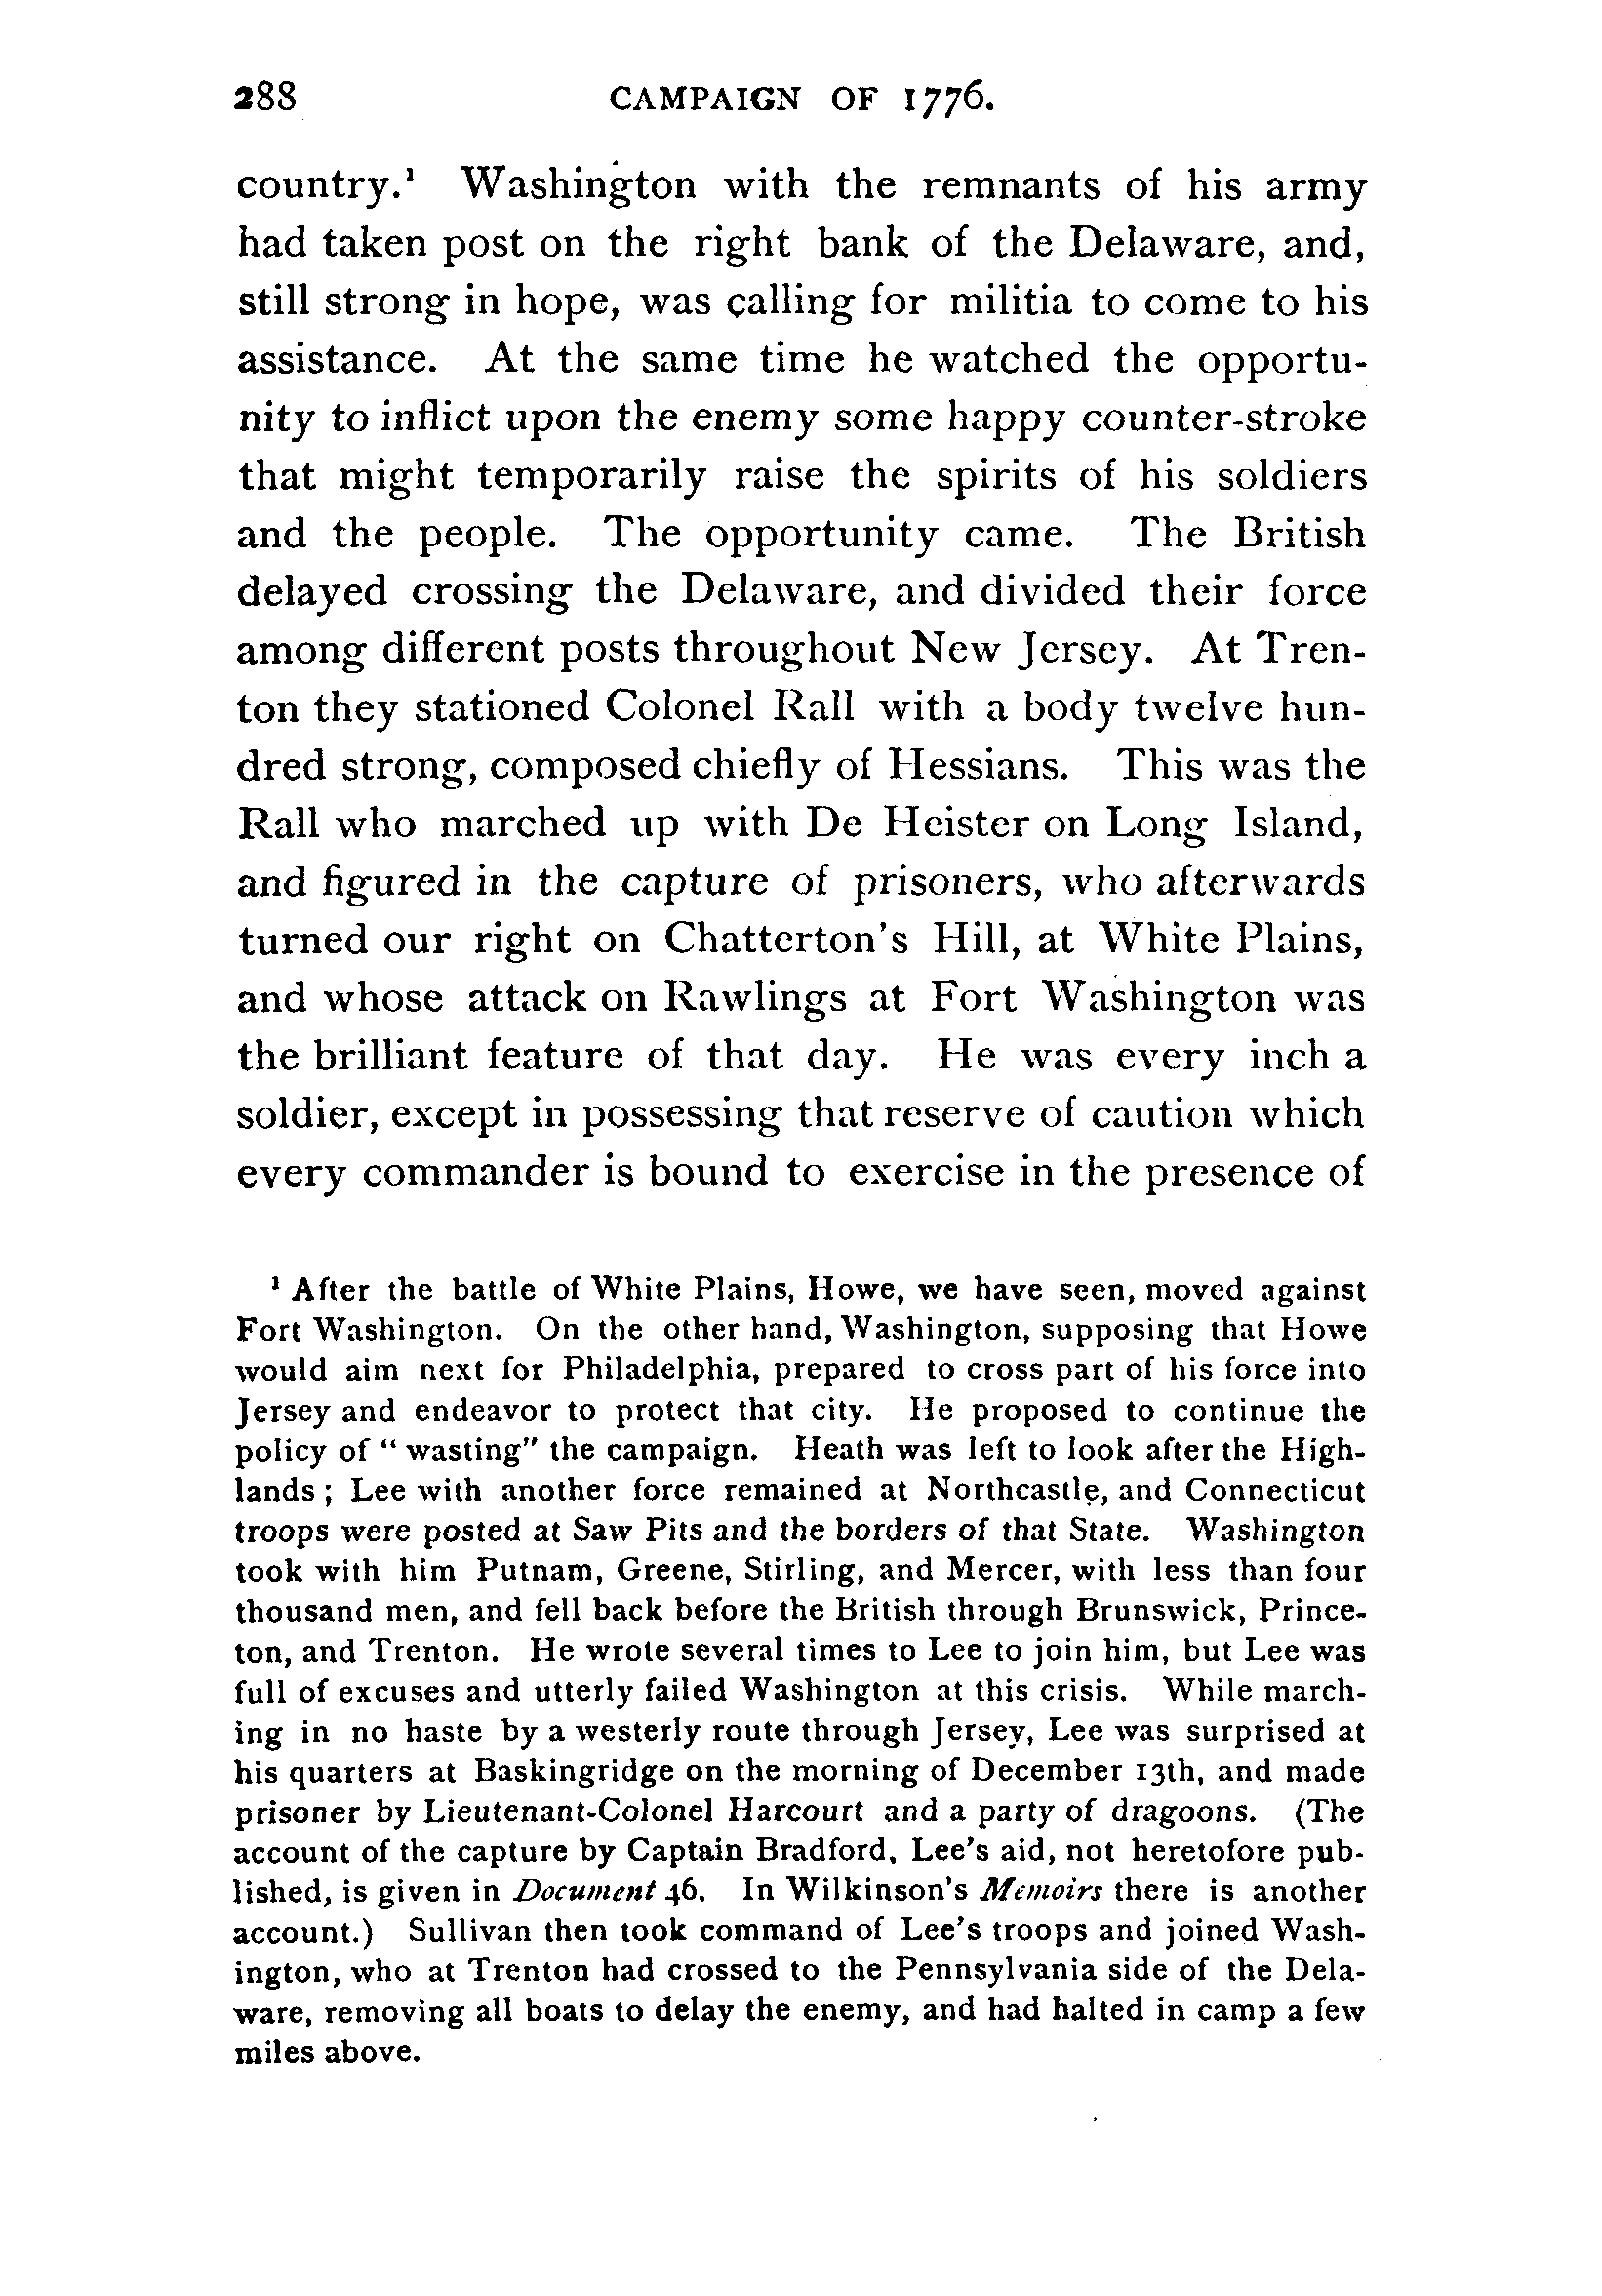 288 CAMPAIGN OF 1776.
country.¹ Washington with the remnants of his army
had taken post on the right bank of the Delaware, and,
still strong in hope, was calling for militia to come to his
assistance. At the same time he watched the opportu-
nity to inflict upon the enemy some happy counter-stroke
that might temporarily raise the spirits of his soldiers
and the people. The opportunity came. The British
delayed crossing the Delaware, and divided their force
among different posts throughout New Jersey. At Tren-
ton they stationed Colonel Rall with a body twelve hun-
dred strong, composed chiefly of Hessians. This was the
Rall who marched up with De Heister on Long Island,
and figured in the capture of prisoners, who afterwards
turned our right on Chatterton's Hill, at White Plains,
and whose attack on Rawlings at Fort Washington was
the brilliant feature of that day. He was every inch a
soldier, except in possessing that reserve of caution which
every commander is bound to exercise in the presence of
¹ After the battle of White Plains, Howe, we have seen, moved against
Fort Washington. On the other hand, Washington, supposing that Howe
would aim next for Philadelphia, prepared to cross part of his force into
Jersey and endeavor to protect that city. He proposed to continue the
policy of “ wasting” the campaign. Heath was left to look after the High-
lands ; Lee with another force remained at Northcastle, and Connecticut
troops were posted at Saw Pits and the borders of that State. Washington
took with him Putnam, Greene, Stirling, and Mercer, with less than four
thousand men, and fell back before the British through Brunswick, Prince-
ton, and Trenton. He wrote several times to Lee to join him, but Lee was
full of excuses and utterly failed Washington at this crisis. While march-
ing in no haste by a westerly route through Jersey, Lee was surprised at
his quarters at Baskingridge on the morning of December 13th, and made
prisoner by Lieutenant-Colonel Harcourt and a party of dragoons. (The
account of the capture by Captain Bradford, Lee's aid, not heretofore pub-
lished, is given in Document 46. In Wilkinson's Memoirs there is another
account.) Sullivan then took command of Lee's troops and joined Wash-
ington, who at Trenton had crossed to the Pennsylvania side of the Dela-
ware, removing all boats to delay the enemy, and had halted in camp a few
miles above.